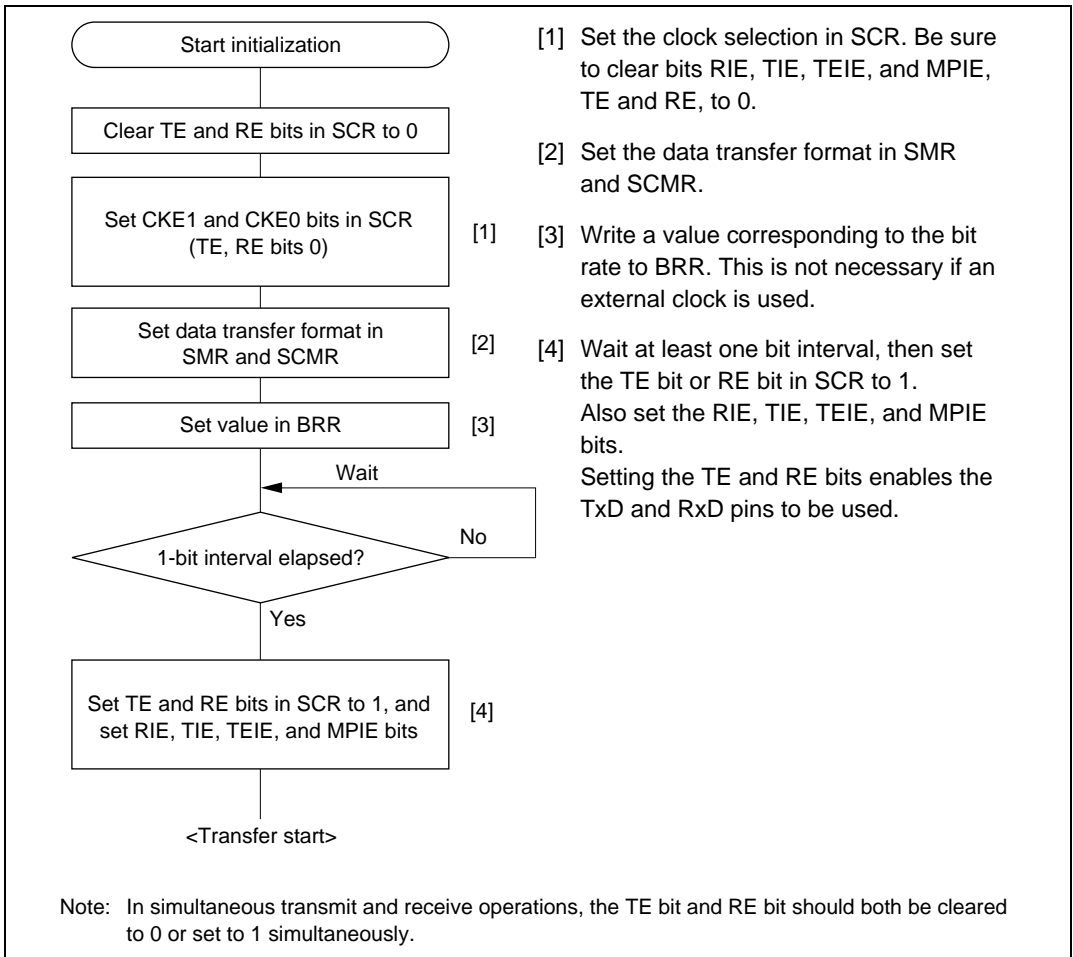 Start initialization
Clear TE and RE bits in SCR to 0
Set CKE1 and CKE0 bits in SCR
(TE, RE bits 0)
[1]
Set data transfer format in
SMR and SCMR
[2]
Set value in BRR
[3]
Wait
No
1-bit interval elapsed?
Yes
Set TE and RE bits in SCR to 1, and
set RIE, TIE, TEIE, and MPIE bits
[4]
<Transfer start>
[1] Set the clock selection in SCR. Be sure
to clear bits RIE, TIE, TEIE, and MPIE,
TE and RE, to 0.
[2] Set the data transfer format in SMR
and SCMR.
[3] Write a value corresponding to the bit
rate to BRR. This is not necessary if an
external clock is used.
[4] Wait at least one bit interval, then set
the TE bit or RE bit in SCR to 1.
Also set the RIE, TIE, TEIE, and MPIE
bits.
Setting the TE and RE bits enables the
TxD and RxD pins to be used.
Note: In simultaneous transmit and receive operations, the TE bit and RE bit should both be cleared
to 0 or set to 1 simultaneously.